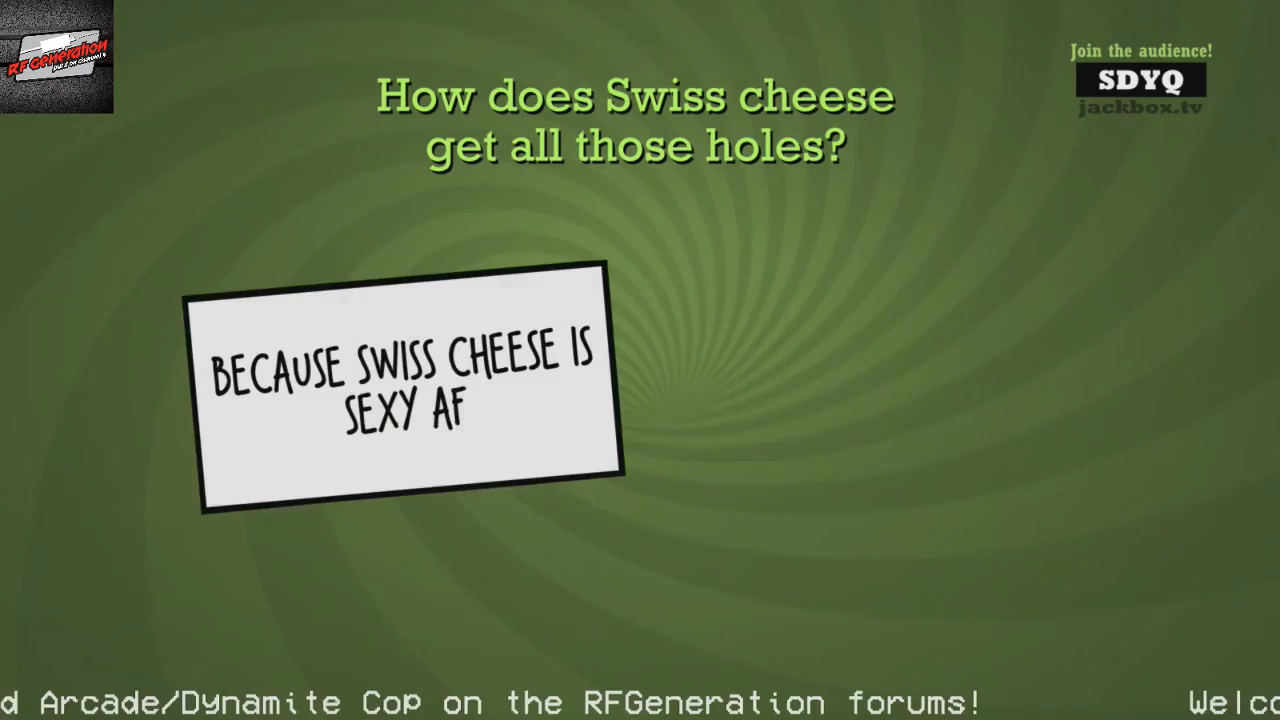 RF Generation
Join the audience!
SDYQ
jackbox.tv
How does Swiss cheese
get all those holes?
BECAUSE SWISS CHEESE IS
SEXY AF
d Arcade/Dynamite Cop on the RFGeneration forums! Welco